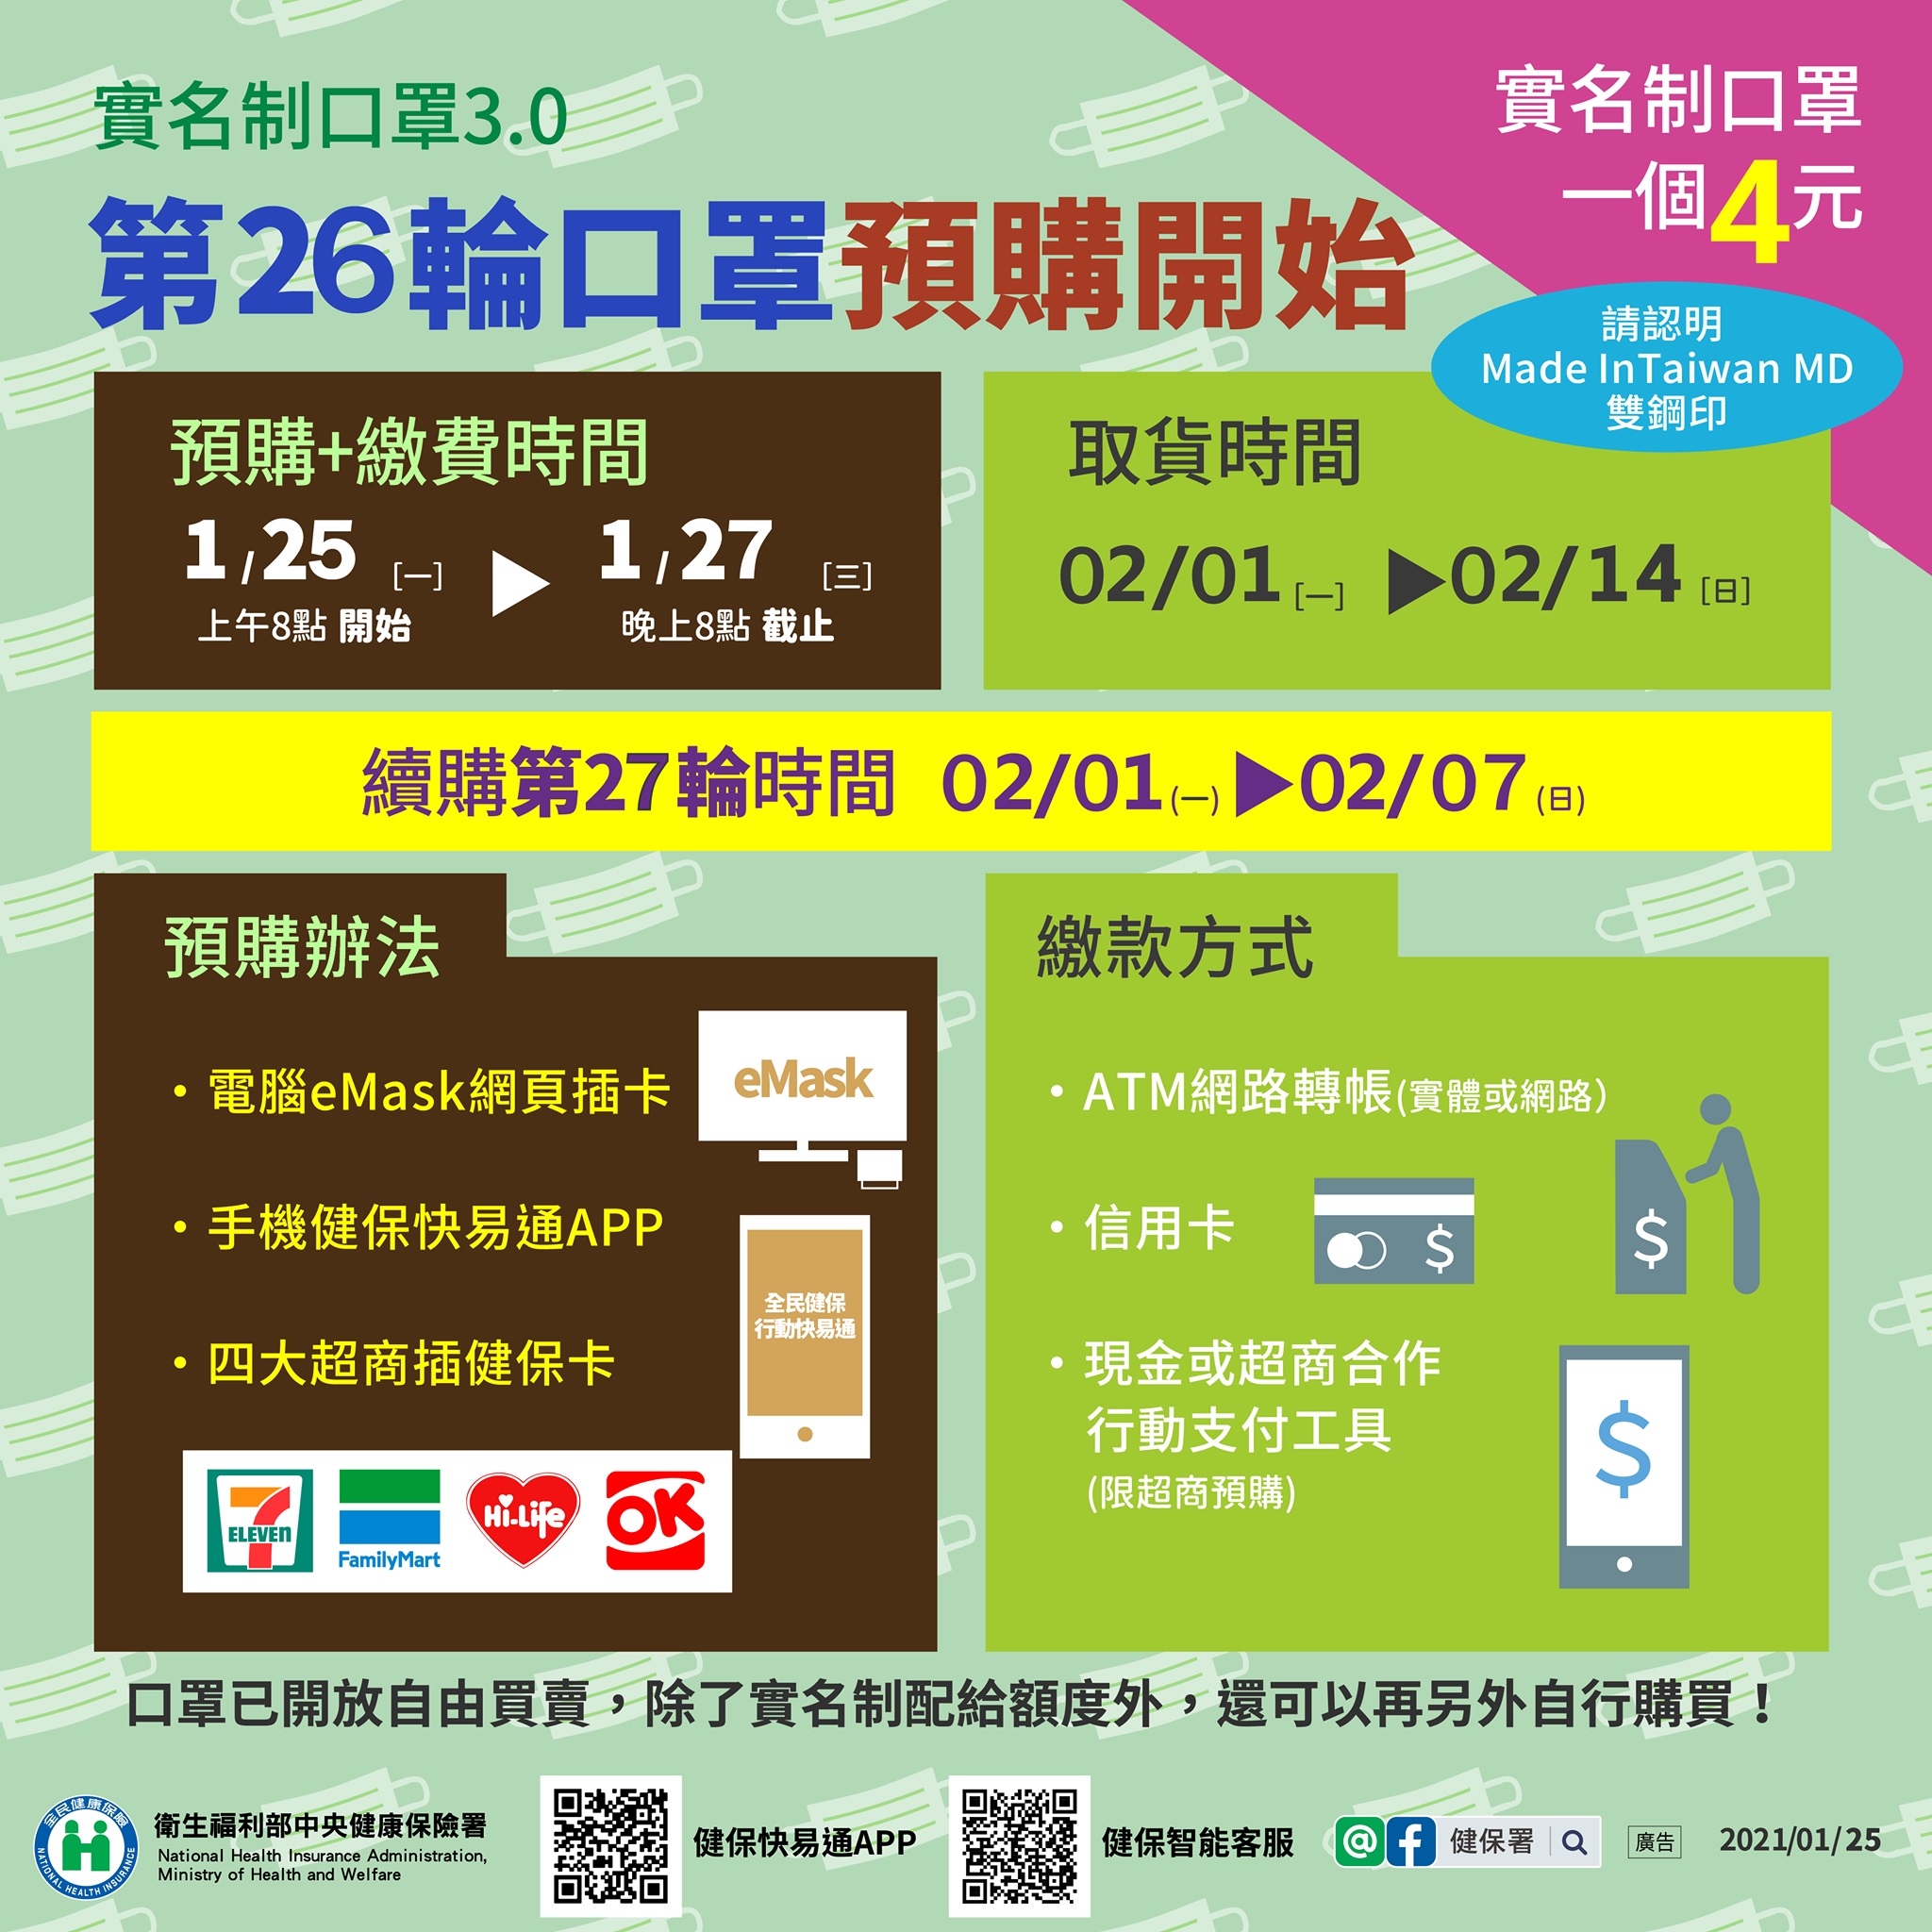 實名制口罩3.0
第26輪口罩預購開始
實名制口罩
一個4元
請認明
Made InTaiwan MD
雙鋼印
預購+繳費時間
1/25 [一] ▶ 1/27 [三]
上午8點 開始 晚上8點 截止
取貨時間
02/01 [一] ▶02/14 [日]
續購第27輪時間 02/01(一)▶02/07(日)
預購辦法
・電腦eMask網頁插卡
eMask
・手機健保快易通APP
全民健保
行動快易通
・四大超商插健保卡
7
ELEVEN
FamilyMart
Hi-Life
OK
繳款方式
・ATM網路轉帳(實體或網路)
・信用卡
$
$
・現金或超商合作
行動支付工具
(限超商預購)
$
口罩已開放自由買賣，除了實名制配給額度外，還可以再另外自行購買！
全民健康保險
NATIONAL HEALTH INSURANCE
衛生福利部中央健康保險署
National Health Insurance Administration,
Ministry of Health and Welfare
健保快易通APP
健保智能客服
@ f 健保署
廣告
2021/01/25